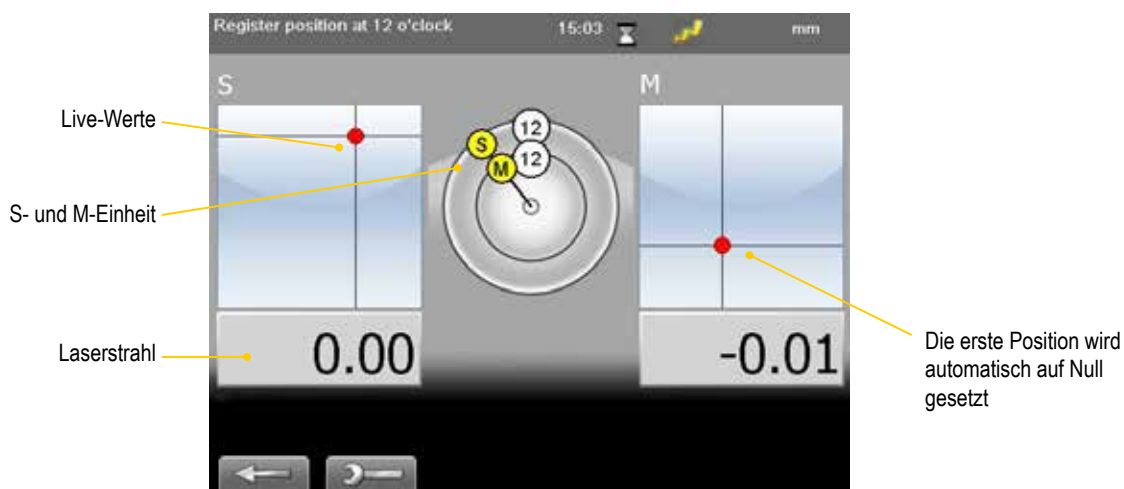 Register position at 12 o'clock 15:03 mm
S M
Live-Werte
12
S
12
M
S- und M-Einheit
Laserstrahl
0.00 -0.01
Die erste Position wird
automatisch auf Null
gesetzt